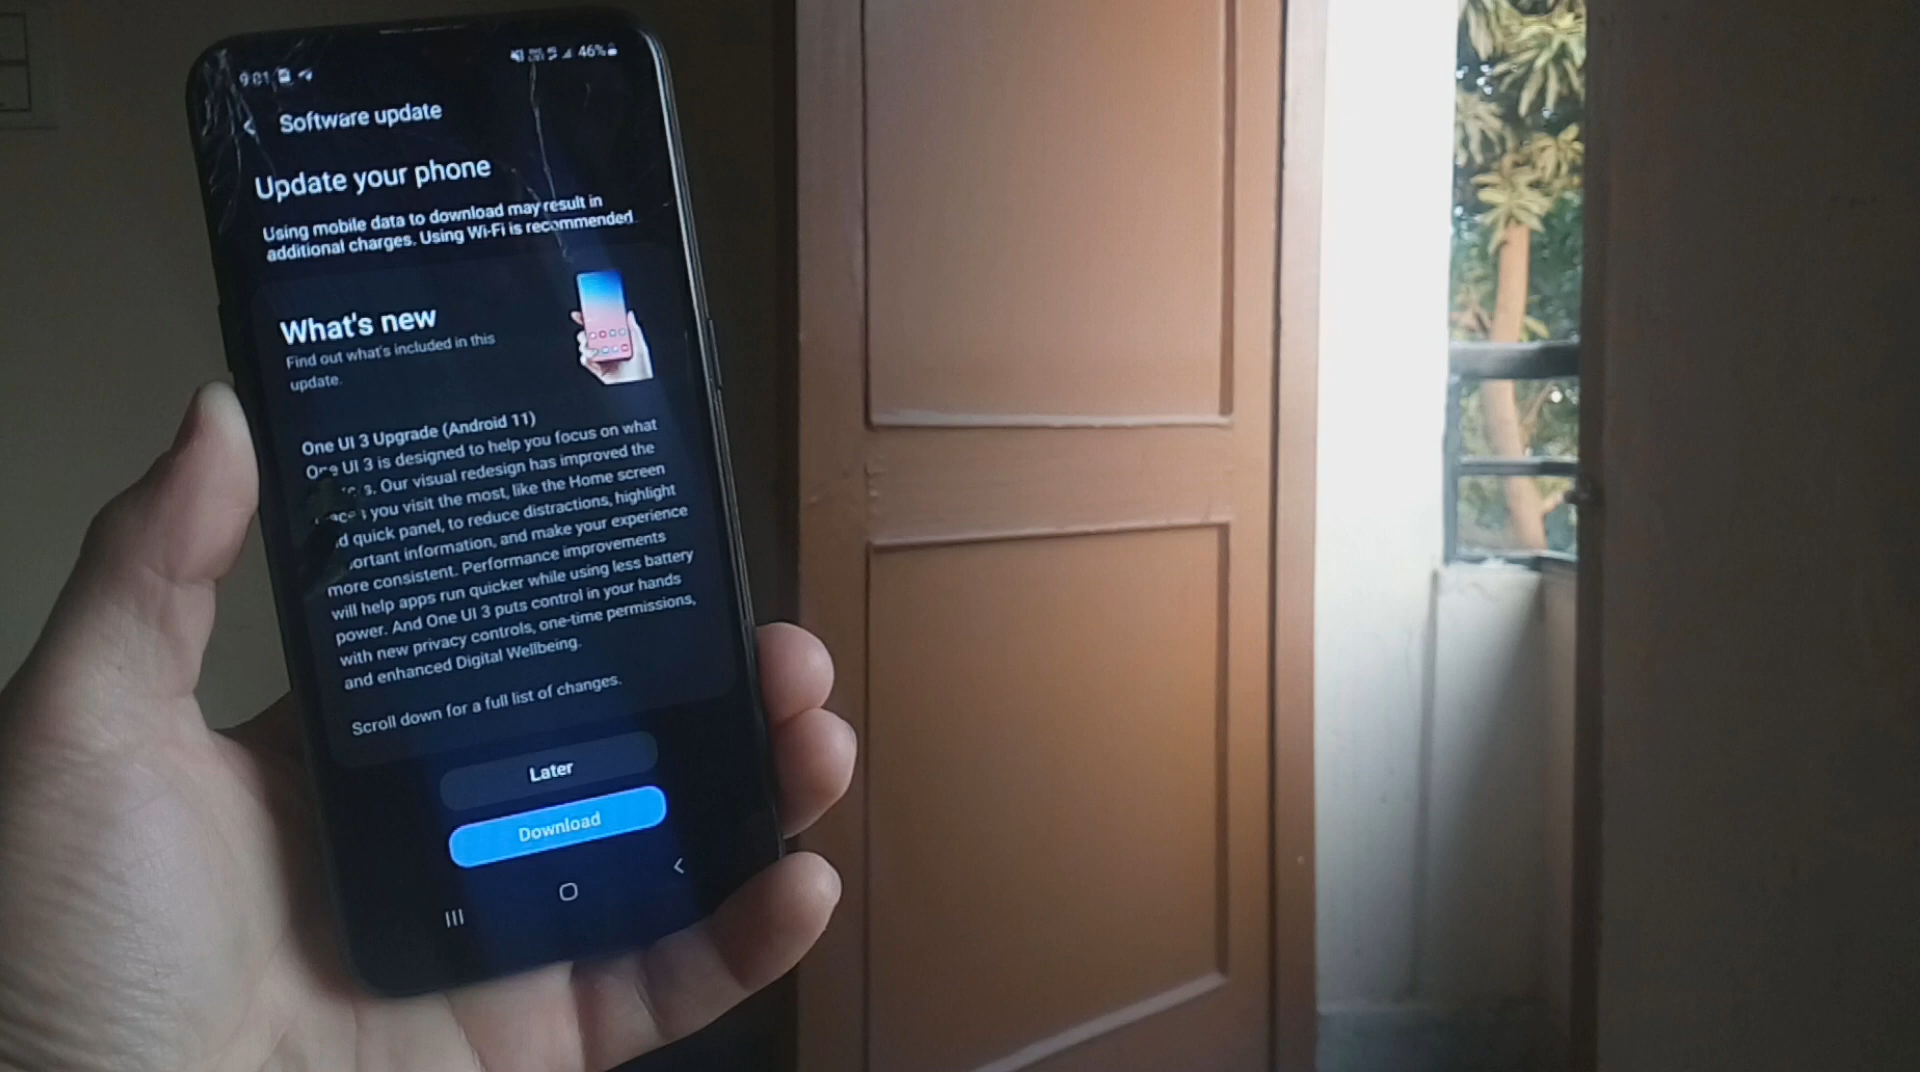 9:01 46%
Software update
Update your phone
Using mobile data to download may result in
additional charges. Using Wi-Fi is recommended.
What's new
Find out what's included in this
update.
One UI 3 Upgrade (Android 11)
One UI 3 is designed to help you focus on what
s. Our visual redesign has improved the
you visit the most, like the Home screen
quick panel, to reduce distractions, highlight
information, and make your experience
more consistent. Performance improvements
will help apps run quicker while using less battery
power. And One UI 3 puts control in your hands
with new privacy controls, one-time permissions,
and enhanced Digital Wellbeing.
Scroll down for a full list of changes.
Later
Download